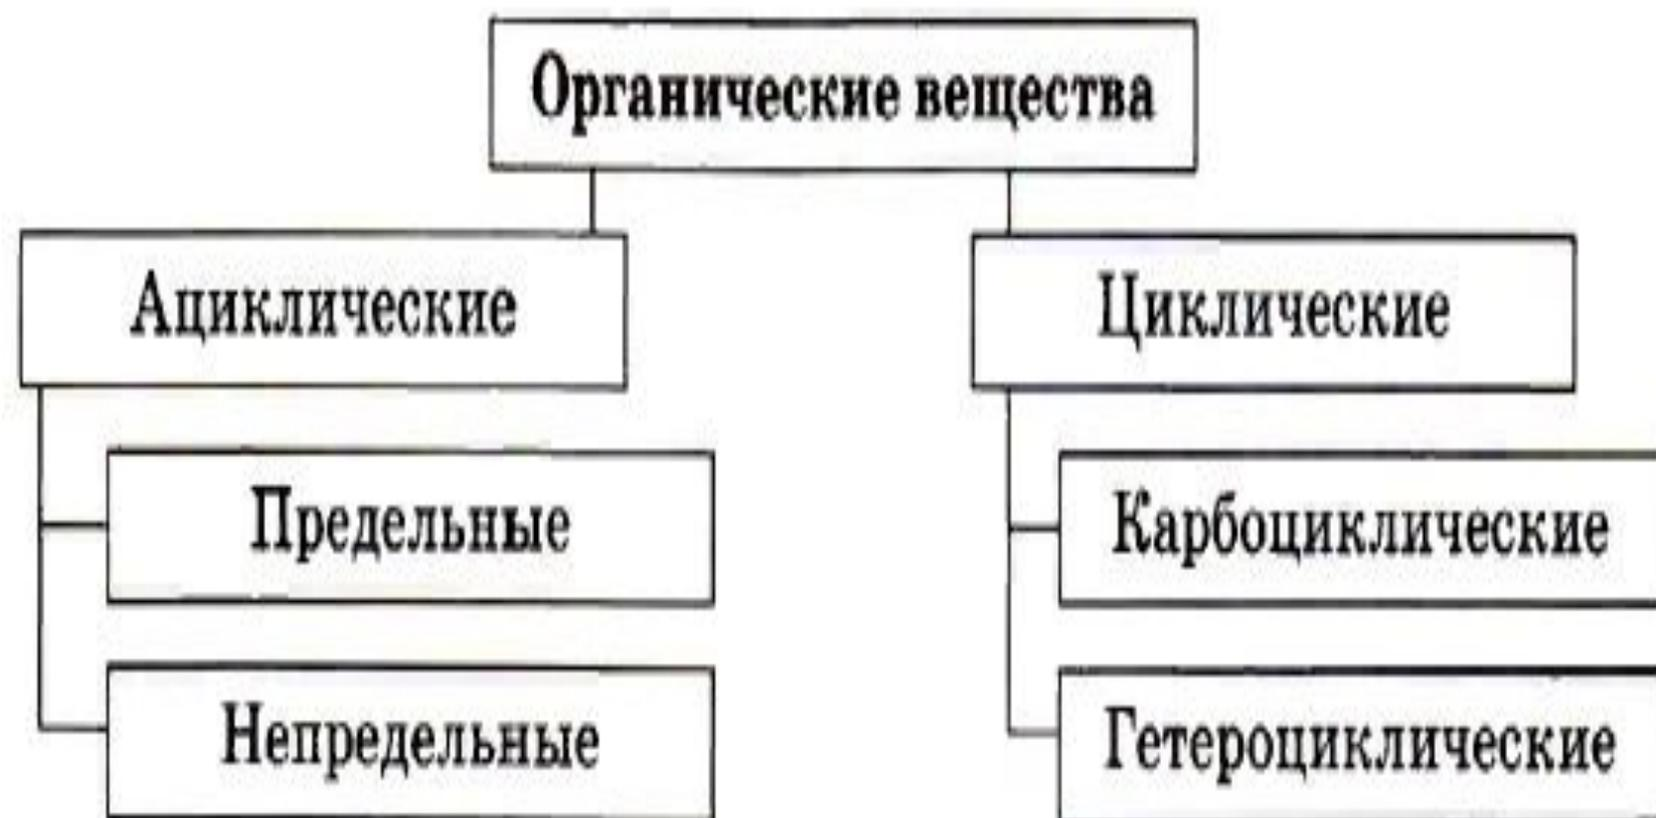 Органические вещества
Ациклические
Циклические
Предельные
Карбоциклические
Непредельные
Гетероциклические